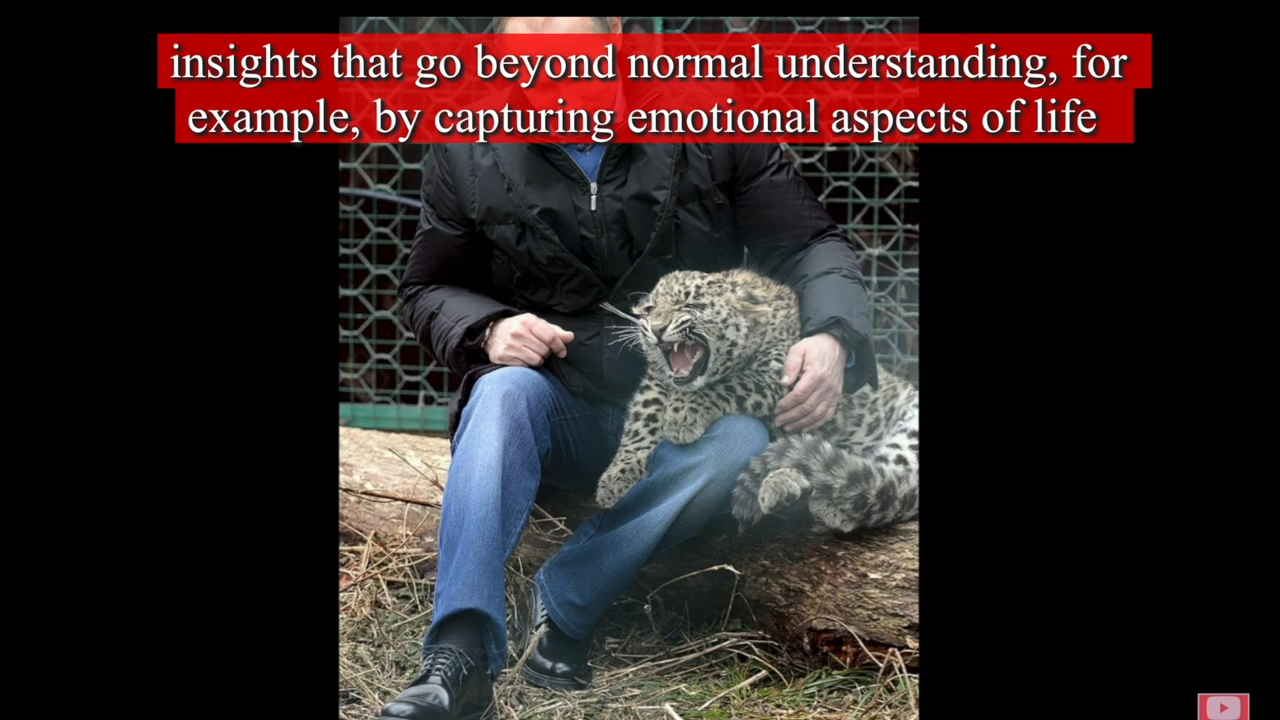 insights that go beyond normal understanding, for
example, by capturing emotional aspects of life